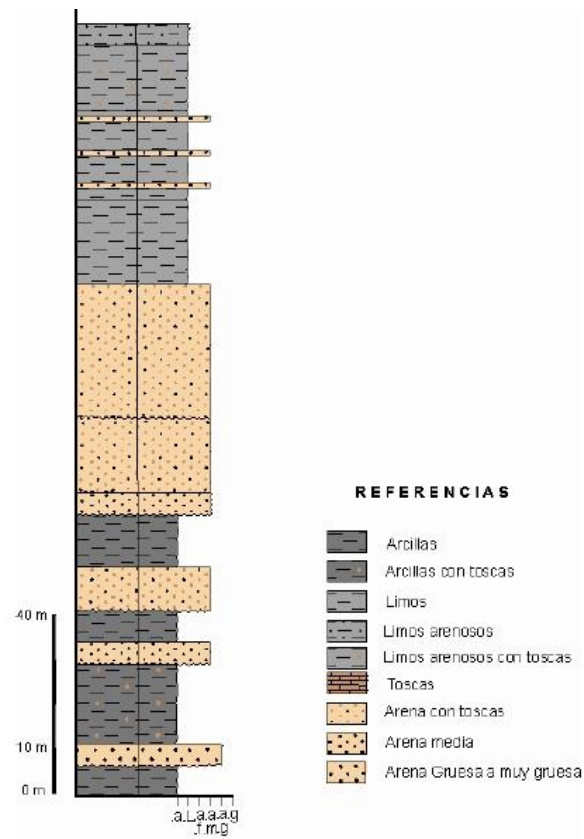 REFERENCIAS
Arcillas
Arcillas con toscas
Limos
Limos arenosos
Limos arenosos con toscas
Toscas
Arena con toscas
Arena media
Arena Gruesa a muy gruesa
40 m
10 m
0 m
.a.L.a.a.a.g
.f.m.g